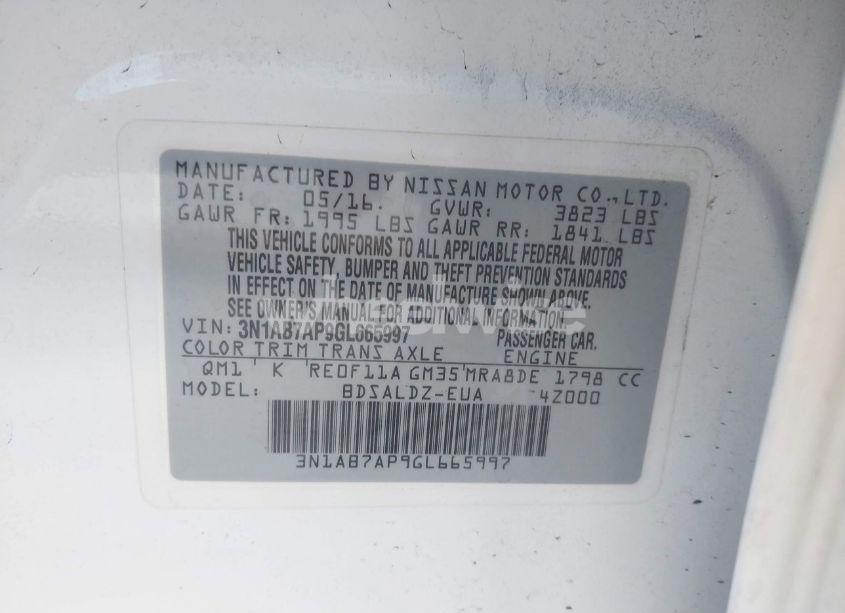 MANUFACTURED BY NISSAN MOTOR CO., LTD.
DATE: 05/16. GVWR: 3823 LBS
GAWR FR: 1995 LBS GAWR RR: 1841 LBS
THIS VEHICLE CONFORMS TO ALL APPLICABLE FEDERAL MOTOR
VEHICLE SAFETY, BUMPER AND THEFT PREVENTION STANDARDS
IN EFFECT ON THE DATE OF MANUFACTURE SHOWN ABOVE.
SEE OWNER'S MANUAL FOR ADDITIONAL INFORMATION.
VIN: 3N1AB7AP9GL665997 PASSENGER CAR.
COLOR TRIM TRANS AXLE ENGINE
QM1 K RE0F11A GM35 MRA8DE 1798 CC
MODEL: BDSALDZ-EUA 4Z000
3N1AB7AP9GL665997